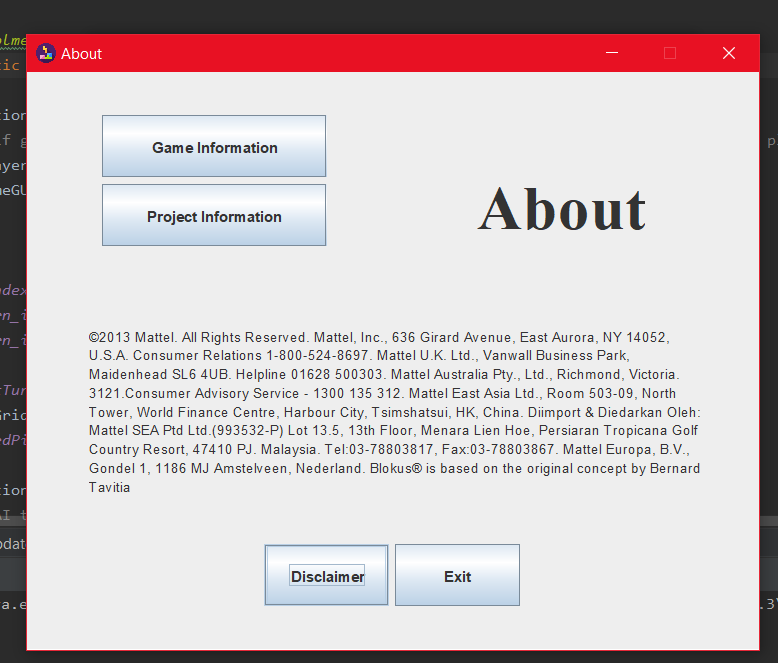 About
Game Information
Project Information
About
©2013 Mattel. All Rights Reserved. Mattel, Inc., 636 Girard Avenue, East Aurora, NY 14052,
U.S.A. Consumer Relations 1-800-524-8697. Mattel U.K. Ltd., Vanwall Business Park,
Maidenhead SL6 4UB. Helpline 01628 500303. Mattel Australia Pty., Ltd., Richmond, Victoria.
3121.Consumer Advisory Service - 1300 135 312. Mattel East Asia Ltd., Room 503-09, North
Tower, World Finance Centre, Harbour City, Tsimshatsui, HK, China. Diimport & Diedarkan Oleh:
Mattel SEA Ptd Ltd.(993532-P) Lot 13.5, 13th Floor, Menara Lien Hoe, Persiaran Tropicana Golf
Country Resort, 47410 PJ. Malaysia. Tel:03-78803817, Fax:03-78803867. Mattel Europa, B.V.,
Gondel 1, 1186 MJ Amstelveen, Nederland. Blokus® is based on the original concept by Bernard
Tavitia
Disclaimer
Exit